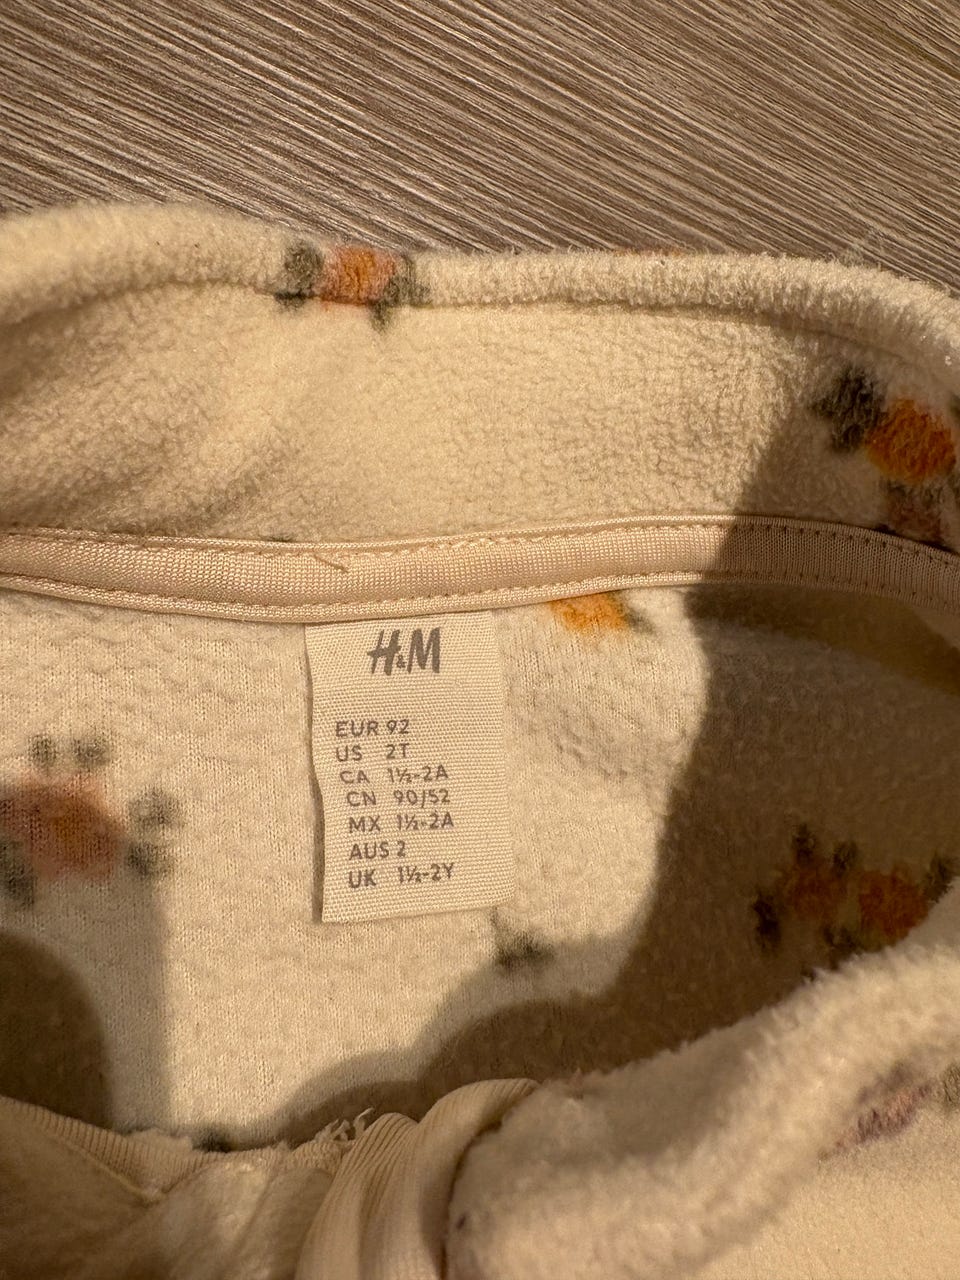 H&M
EUR 92
US 2T
CA 1½-2A
CN 90/52
MX 1½-2A
AUS 2
UK 1½-2Y